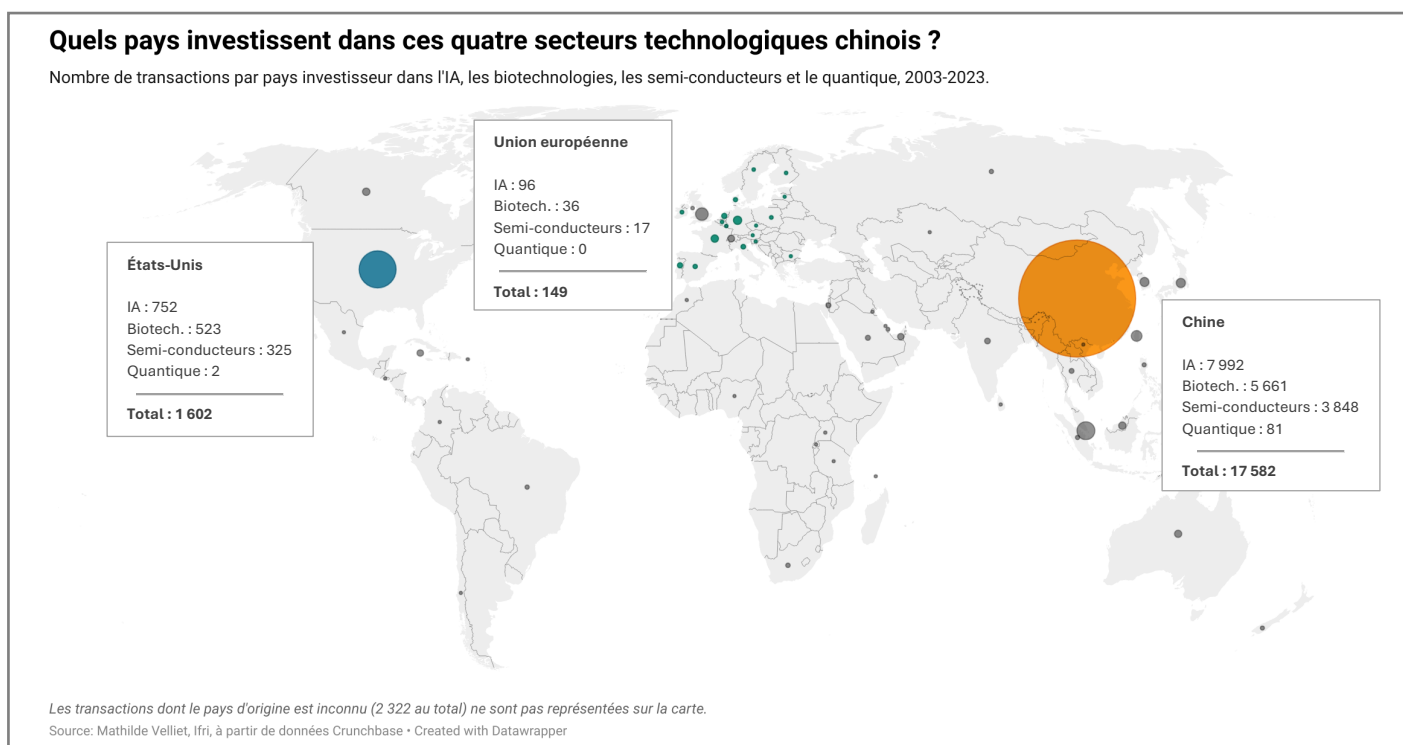 Quels pays investissent dans ces quatre secteurs technologiques chinois ?
Nombre de transactions par pays investisseur dans l'IA, les biotechnologies, les semi-conducteurs et le quantique, 2003-2023.
Union européenne
IA : 96
Biotech. : 36
Semi-conducteurs : 17
Quantique : 0
Total : 149
États-Unis
IA : 752
Biotech. : 523
Semi-conducteurs : 325
Quantique : 2
Total : 1 602
Chine
IA : 7 992
Biotech. : 5 661
Semi-conducteurs : 3 848
Quantique : 81
Total : 17 582
Les transactions dont le pays d'origine est inconnu (2 322 au total) ne sont pas représentées sur la carte.
Source: Mathilde Velliet, Ifri, à partir de données Crunchbase • Created with Datawrapper